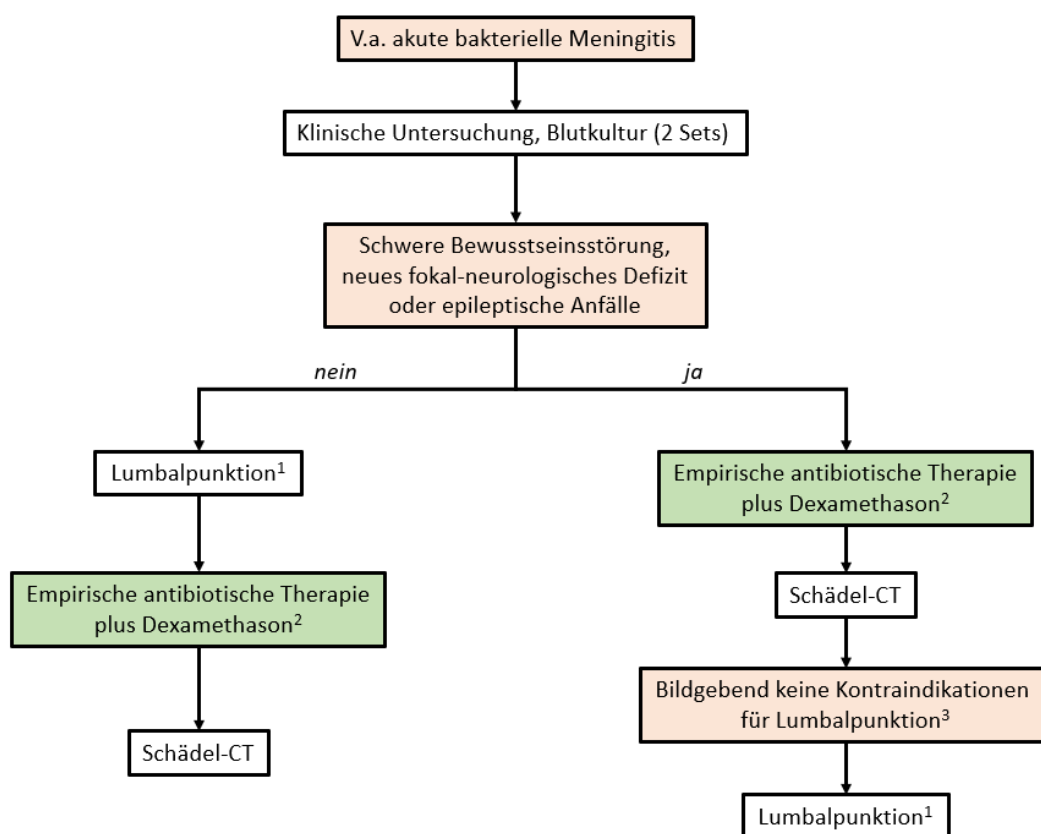 V.a. akute bakterielle Meningitis
Klinische Untersuchung, Blutkultur (2 Sets)
Schwere Bewusstseinsstörung,
neues fokal-neurologisches Defizit
oder epileptische Anfälle
nein
ja
Lumbalpunktion¹
Empirische antibiotische Therapie
plus Dexamethason²
Schädel-CT
Empirische antibiotische Therapie
plus Dexamethason²
Schädel-CT
Bildgebend keine Kontraindikationen
für Lumbalpunktion³
Lumbalpunktion¹